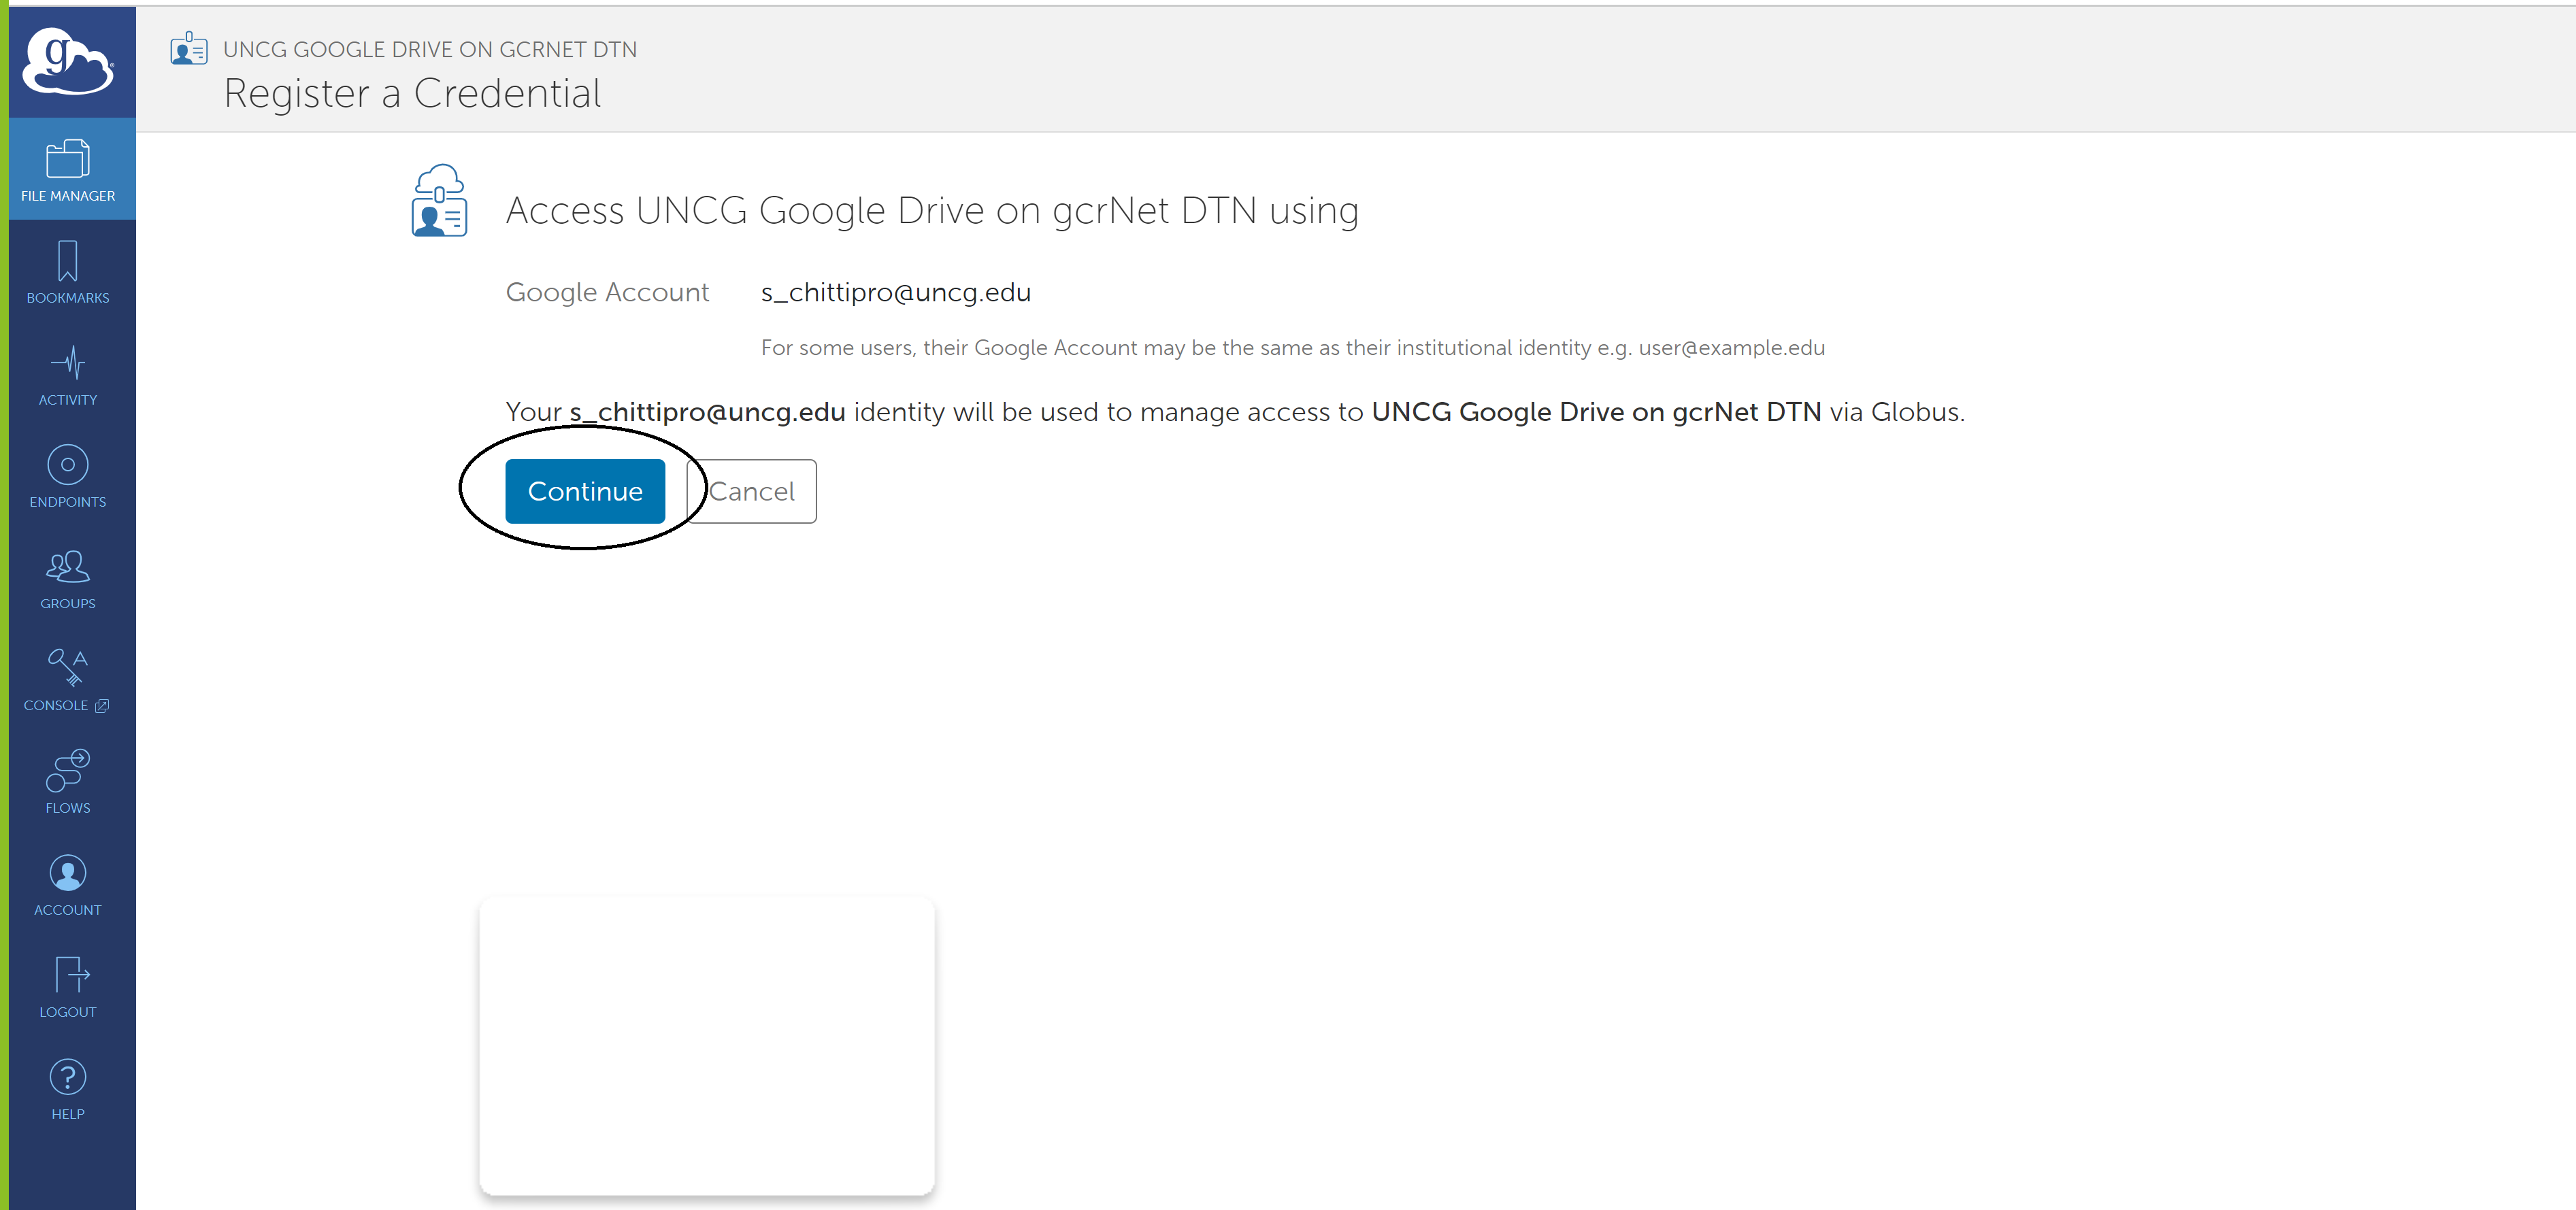 g
UNCG GOOGLE DRIVE ON GCRNET DTN
Register a Credential
FILE MANAGER
BOOKMARKS
ACTIVITY
ENDPOINTS
GROUPS
A
CONSOLE
FLOWS
ACCOUNT
LOGOUT
?
HELP
Access UNCG Google Drive on gcrNet DTN using
Google Account s_chittipro@uncg.edu
For some users, their Google Account may be the same as their institutional identity e.g. user@example.edu
Your s_chittipro@uncg.edu identity will be used to manage access to UNCG Google Drive on gcrNet DTN via Globus.
Continue Cancel